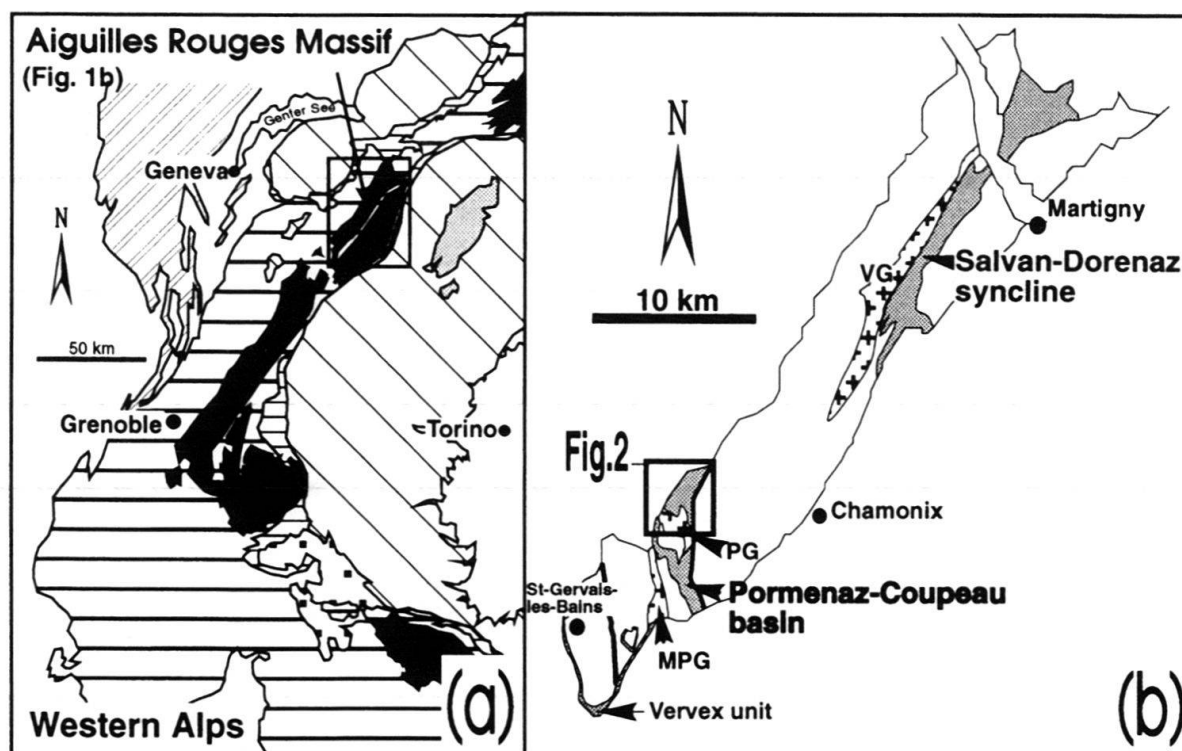 Aiguilles Rouges Massif
(Fig. 1b)
Genfer See
Geneva
N
50 km
Grenoble
Torino
Western Alps
(a)
N
10 km
Martigny
VG
Salvan-Dorenaz
syncline
Fig.2
Chamonix
PG
St-Gervais-
les-Bains
Pormenaz-Coupeau
basin
MPG
Vervex unit
(b)